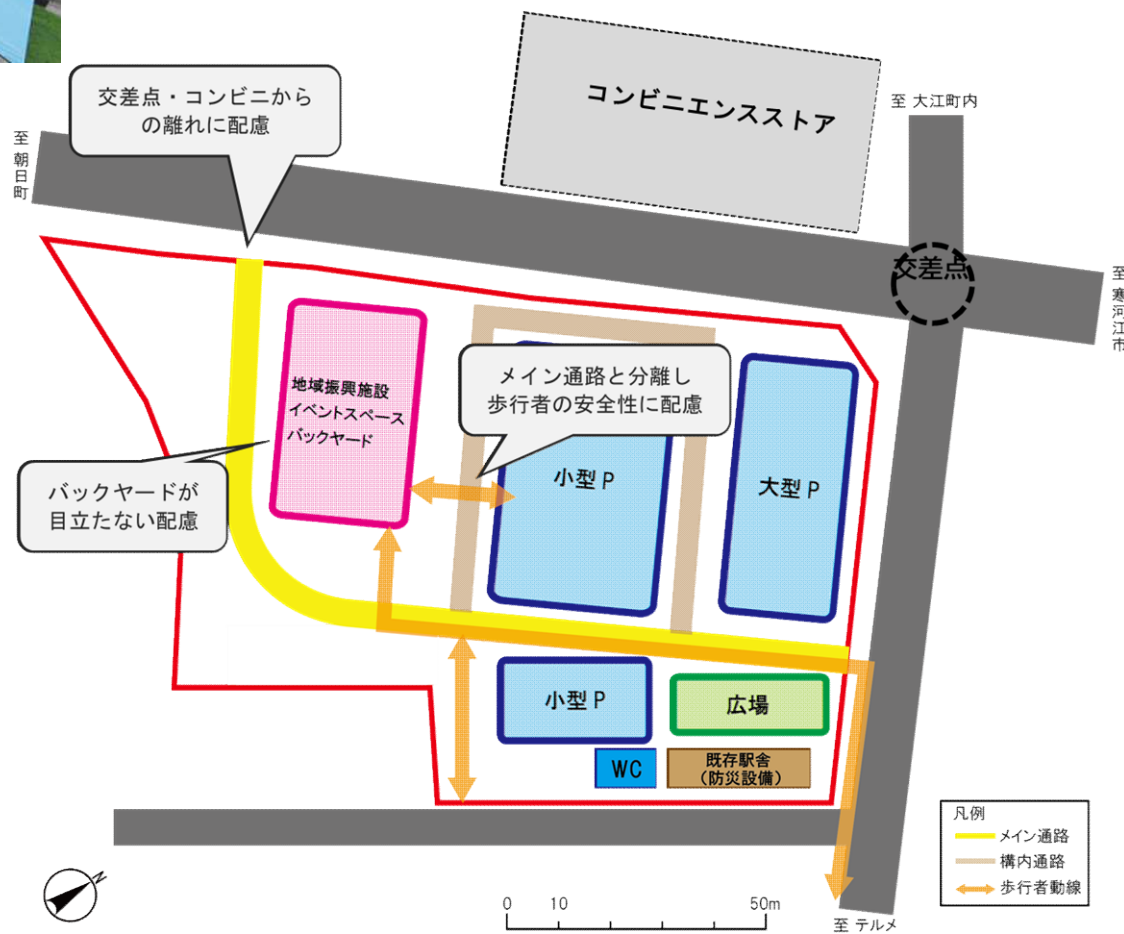 コンビニエンスストア
至 大江町内
交差点・コンビニから
の離れに配慮
至 朝日町
交差点
至 寒河江市
地域振興施設
イベントスペース
バックヤード
メイン通路と分離し
歩行者の安全性に配慮
小型 P
大型 P
バックヤードが
目立たない配慮
小型 P
広場
WC
既存駅舎
（防災設備）
凡例
メイン通路
構内通路
歩行者動線
N
0 10 50m
至 テルメ